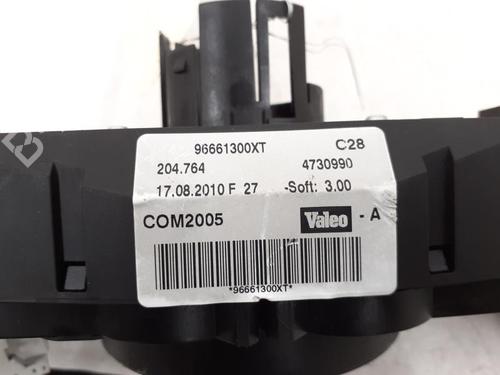 96661300XT C28
204.764 4730990
17.08.2010 F 27 -Soft: 3.00
COM2005 Valeo - A
*96661300XT*